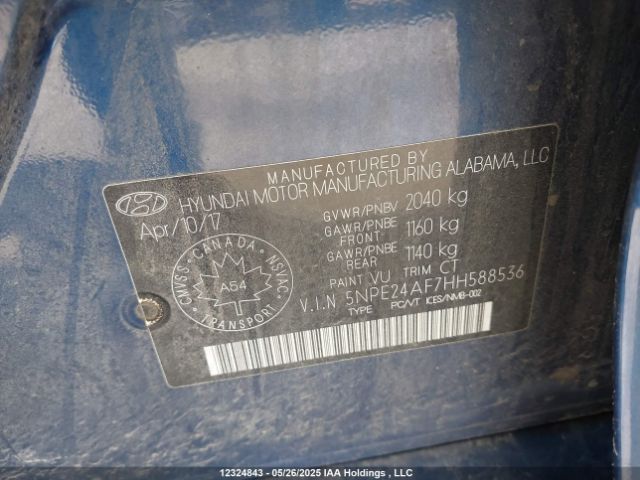 MANUFACTURED BY
HYUNDAI MOTOR MANUFACTURING ALABAMA, LLC
Apr/10/17
GVWR/PNBV 2040 kg
GAWR/PNBE FRONT 1160 kg
GAWR/PNBE REAR 1140 kg
PAINT VU TRIM CT
V.I.N 5NPE24AF7HH588536
TYPE PC/VT ICES/NMB-002
CANADA
CMVSS NSVAC
A54
TRANSPORT
12324843 — 05/26/2025 IAA Holdings , LLC